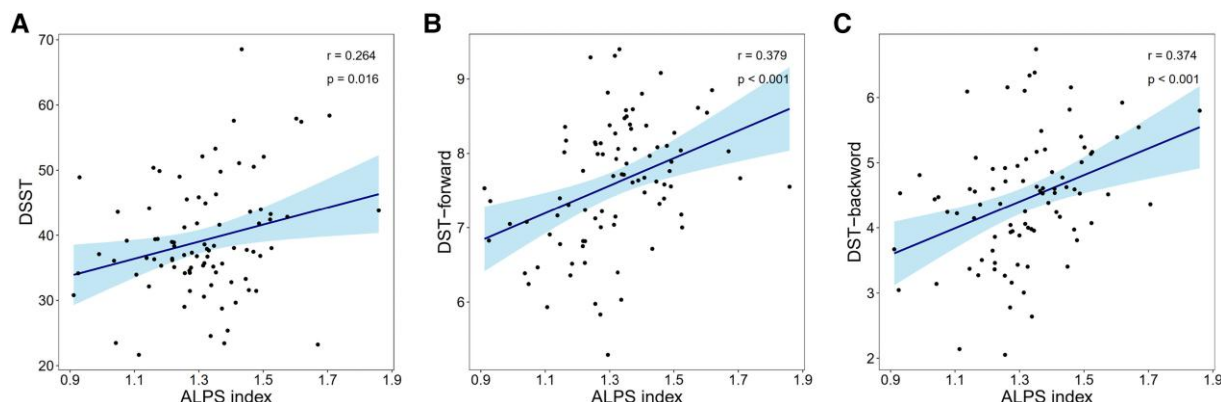 A
r = 0.264
p = 0.016
DSST
70
60
50
40
30
20
0.9 1.1 1.3 1.5 1.7 1.9
ALPS index
B
r = 0.379
p < 0.001
DST-forward
9
8
7
6
0.9 1.1 1.3 1.5 1.7 1.9
ALPS index
C
r = 0.374
p < 0.001
DST-backword
6
5
4
3
2
0.9 1.1 1.3 1.5 1.7 1.9
ALPS index